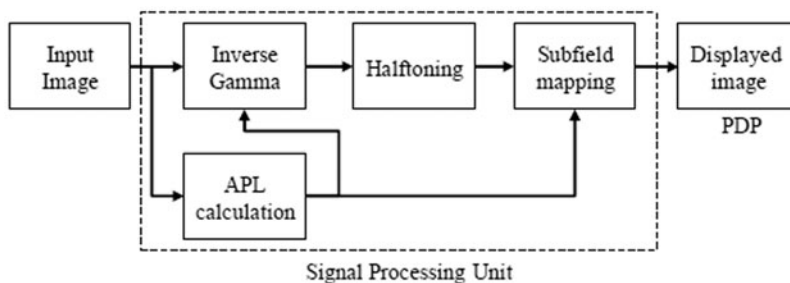 Input
Image
Inverse
Gamma
Halftoning
Subfield
mapping
Displayed
image
PDP
APL
calculation
Signal Processing Unit